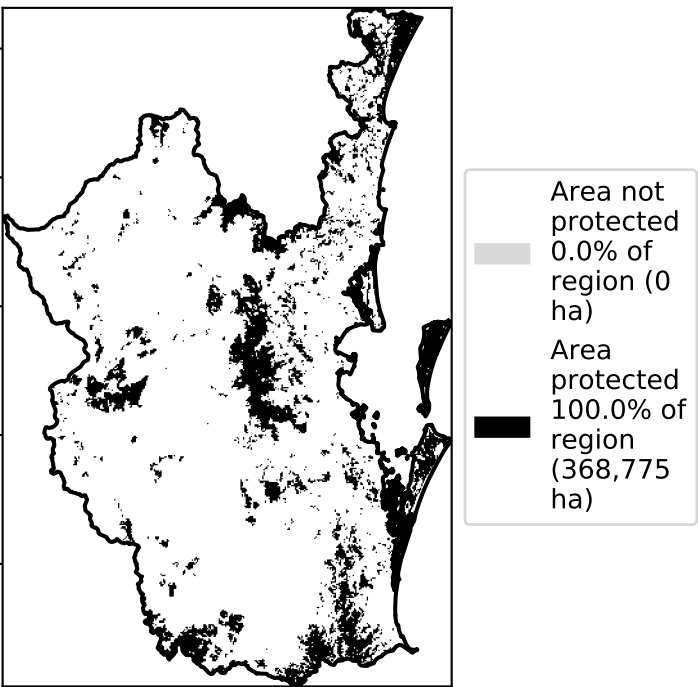 Area not
protected
0.0% of
region (0
ha)
Area
protected
100.0% of
region
(368,775
ha)